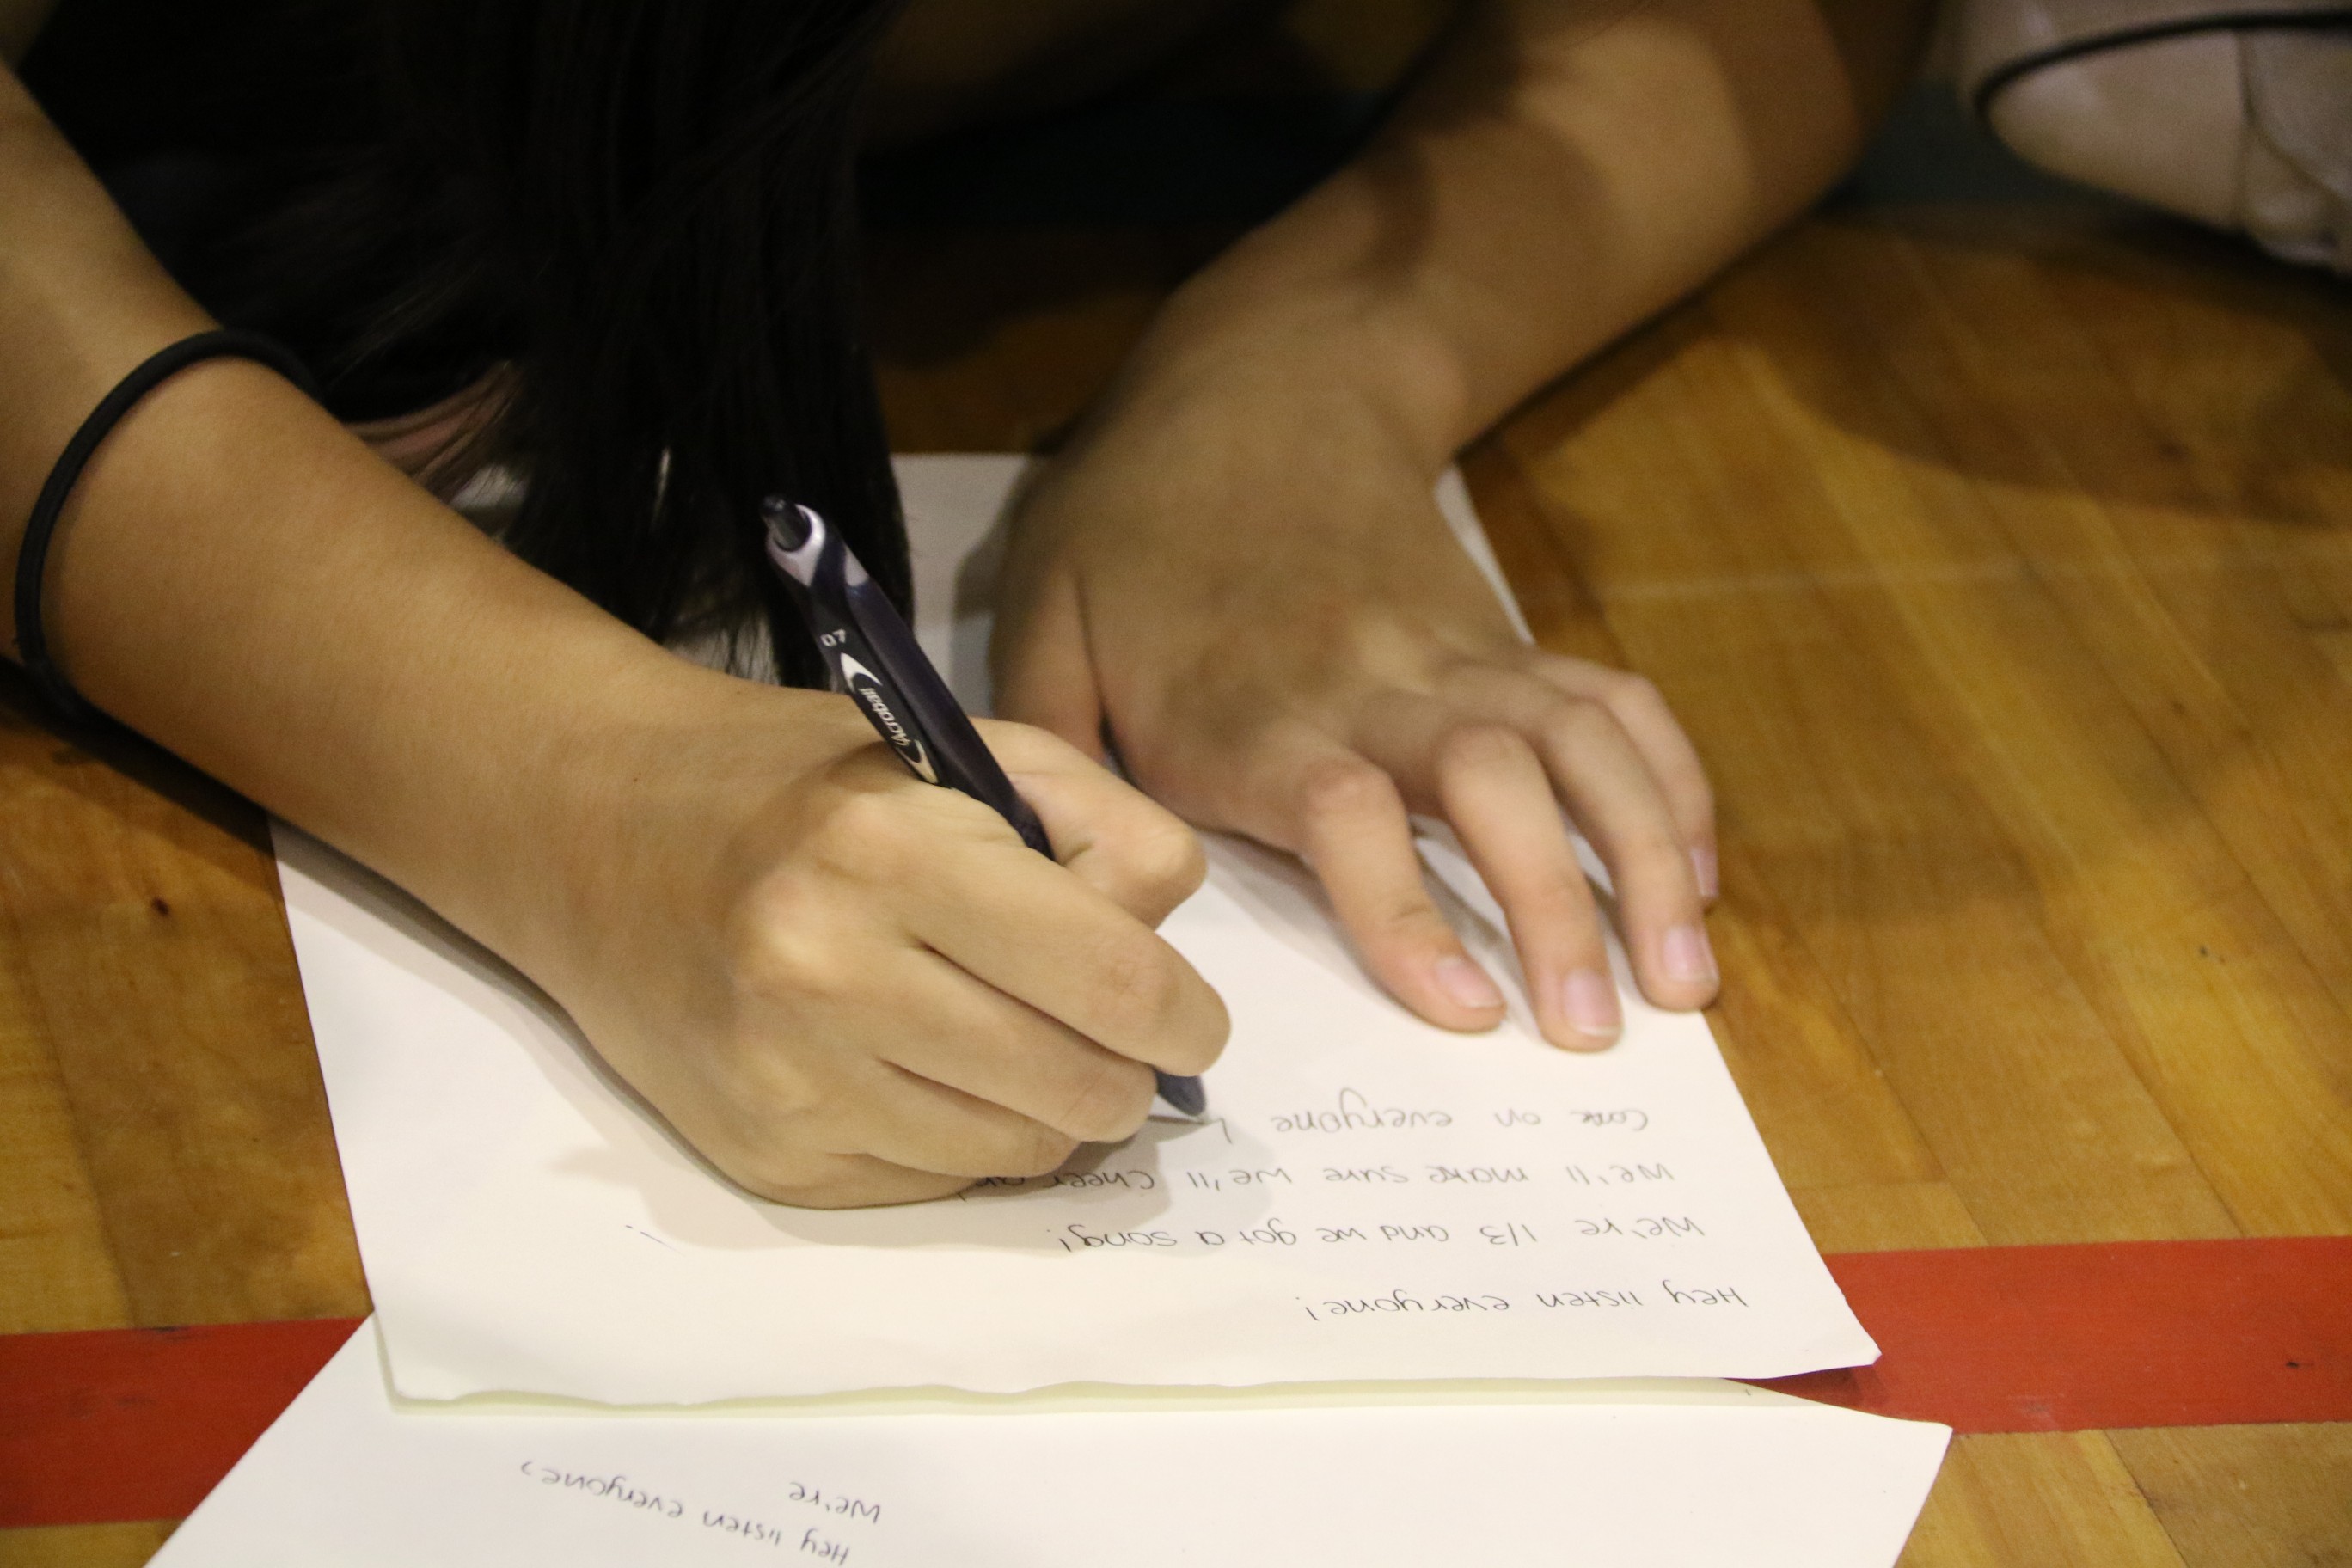 Hey listen everyone!
We're 1/3 and we got a song!
We'll make sure we'll cheer an
on everyone
Hey listen everyone,
We're
Acroball
07